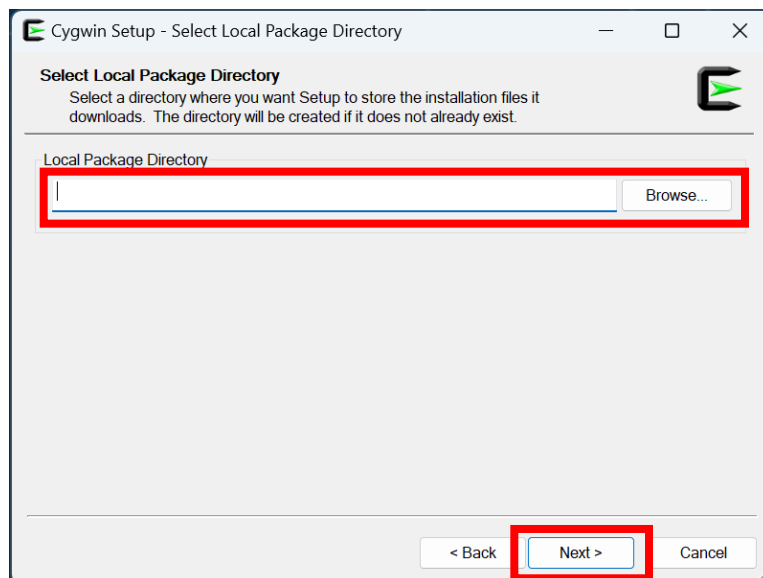 Cygwin Setup - Select Local Package Directory
Select Local Package Directory
Select a directory where you want Setup to store the installation files it
downloads.  The directory will be created if it does not already exist.
Local Package Directory
Browse...
< Back
Next >
Cancel